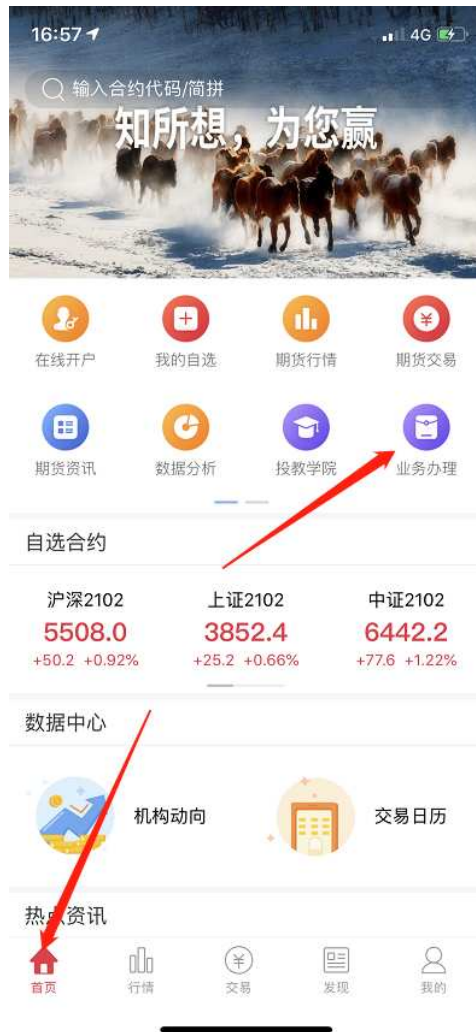 16:57 4G
输入合约代码/简拼
知所想，为您赢
在线开户 我的自选 期货行情 期货交易
期货资讯 数据分析 投教学院 业务办理
自选合约
沪深2102 上证2102 中证2102
5508.0 3852.4 6442.2
+50.2 +0.92% +25.2 +0.66% +77.6 +1.22%
数据中心
机构动向 交易日历
热点资讯
首页 行情 交易 发现 我的